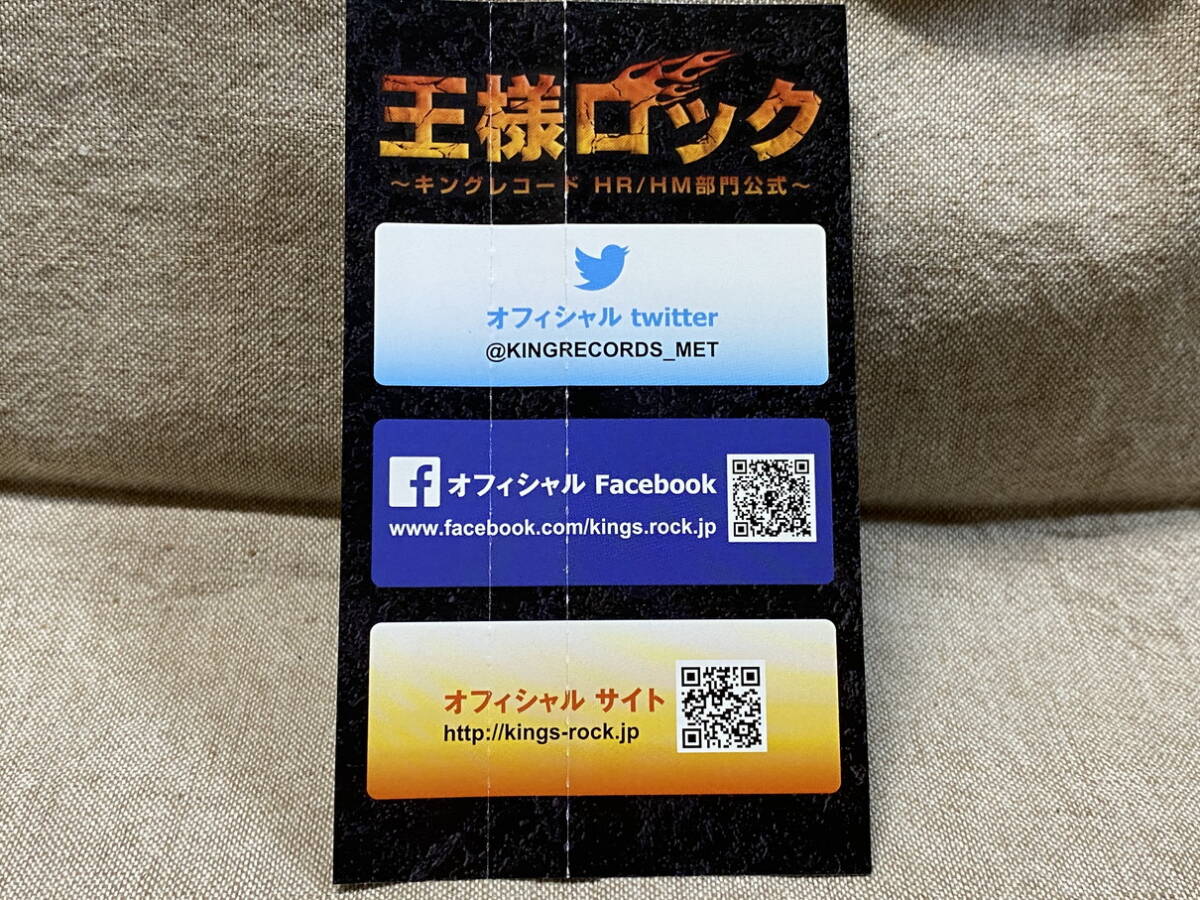 王様ロック
～キングレコード HR/HM部門公式～
オフィシャル twitter
@KINGRECORDS_MET
f オフィシャル Facebook
www.facebook.com/kings.rock.jp
オフィシャル サイト
http://kings-rock.jp